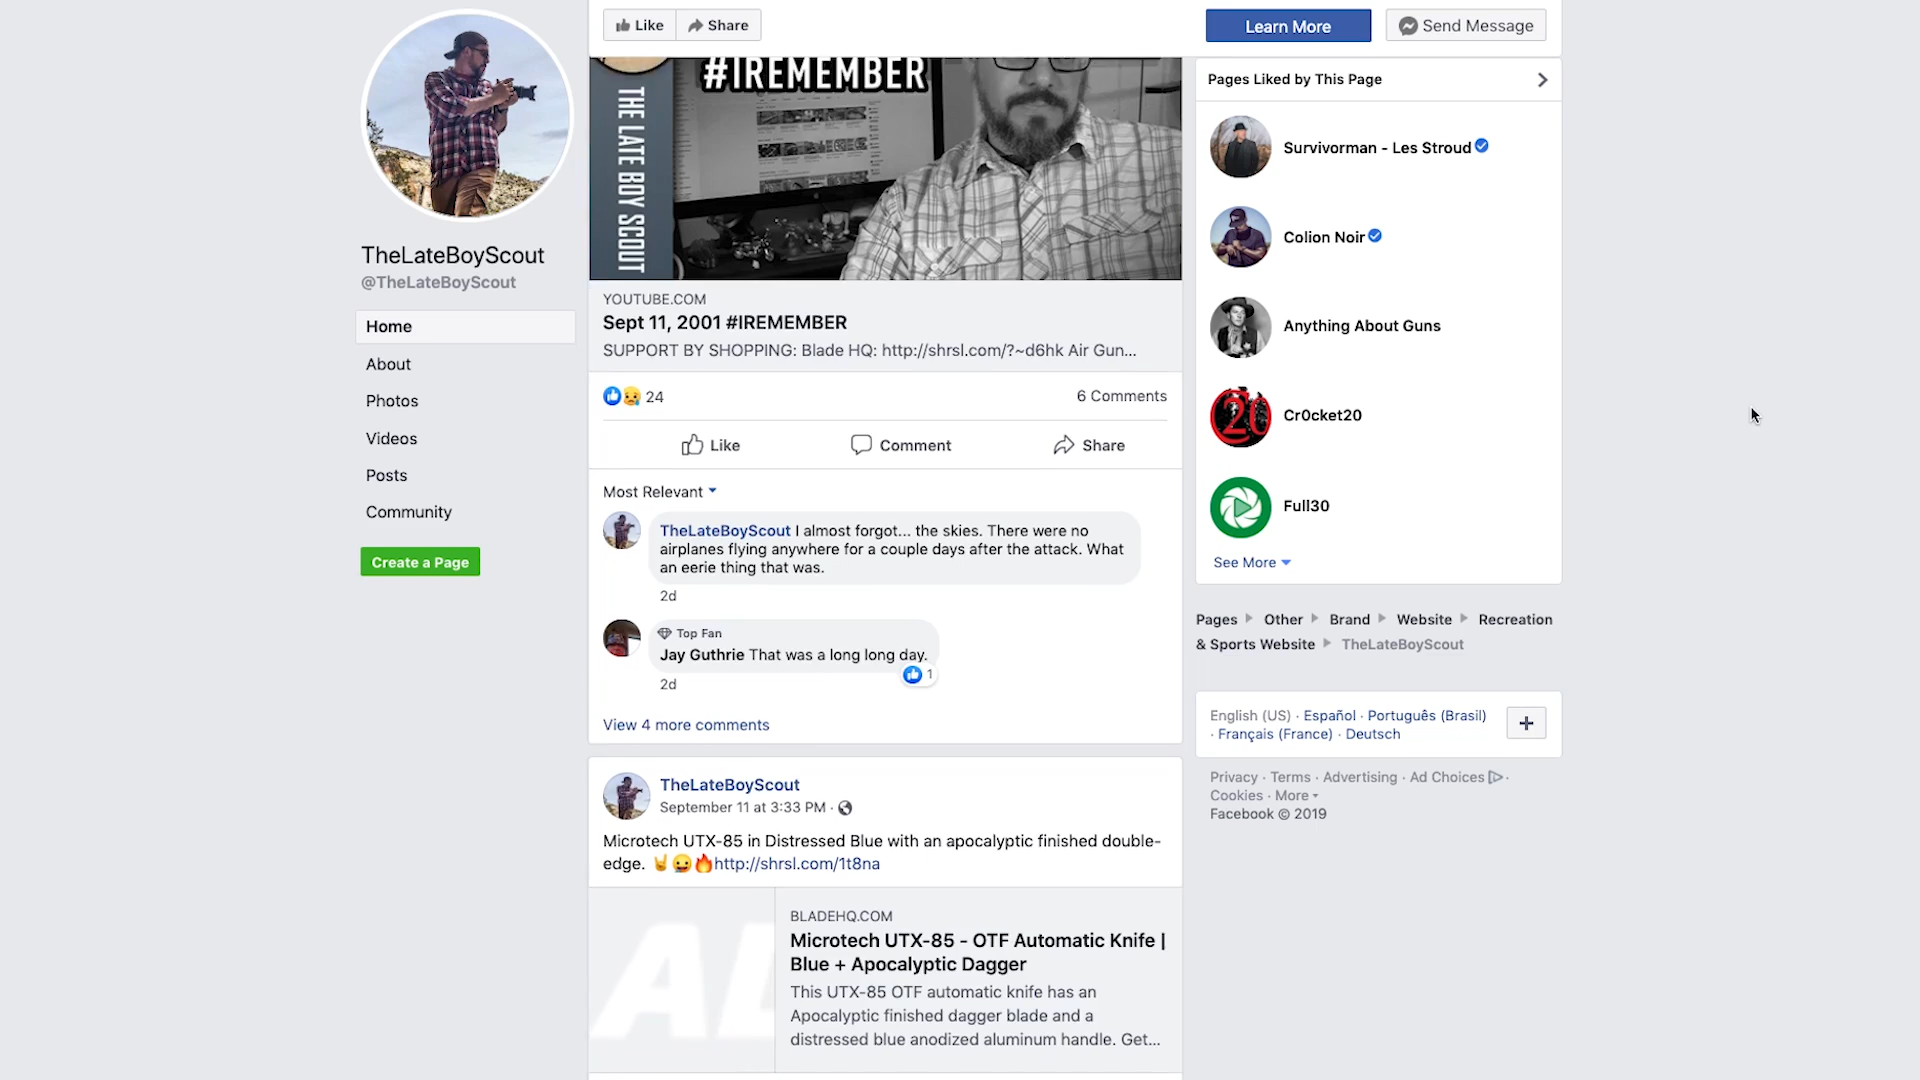 Like
Share
Learn More
Send Message
TheLateBoyScout
@TheLateBoyScout
Home
About
Photos
Videos
Posts
Community
Create a Page
#IREMEMBER
THE LATE BOY SCOUT
YOUTUBE.COM
Sept 11, 2001 #IREMEMBER
SUPPORT BY SHOPPING: Blade HQ: http://shrsl.com/?~d6hk Air Gun...
24
6 Comments
Like
Comment
Share
Most Relevant
TheLateBoyScout I almost forgot... the skies. There were no
airplanes flying anywhere for a couple days after the attack. What
an eerie thing that was.
2d
Top Fan
Jay Guthrie That was a long long day.
1
2d
View 4 more comments
TheLateBoyScout
September 11 at 3:33 PM ·
Microtech UTX-85 in Distressed Blue with an apocalyptic finished double-
edge. 🤘😛🔥http://shrsl.com/1t8na
BLADEHQ.COM
Microtech UTX-85 - OTF Automatic Knife |
Blue + Apocalyptic Dagger
This UTX-85 OTF automatic knife has an
Apocalyptic finished dagger blade and a
distressed blue anodized aluminum handle. Get...
Pages Liked by This Page
Survivorman - Les Stroud
Colion Noir
Anything About Guns
20
Cr0cket20
Full30
See More
Pages Other Brand Website Recreation
& Sports Website TheLateBoyScout
English (US) · Español · Português (Brasil)
· Français (France) · Deutsch
Privacy · Terms · Advertising · Ad Choices ·
Cookies · More
Facebook © 2019